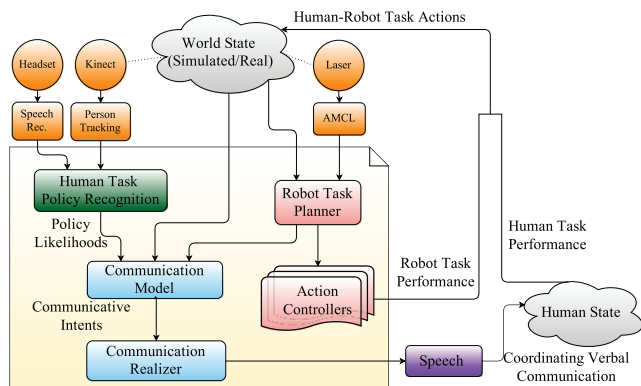 Human-Robot Task Actions
World State
(Simulated/Real)
Headset
Kinect
Laser
Speech
Rec.
Person
Tracking
AMCL
Human Task
Policy Recognition
Robot Task
Planner
Policy
Likelihoods
Human Task
Performance
Communication
Model
Robot Task
Performance
Action
Controllers
Communicative
Intents
Human State
Communication
Realizer
Speech
Coordinating Verbal
Communication